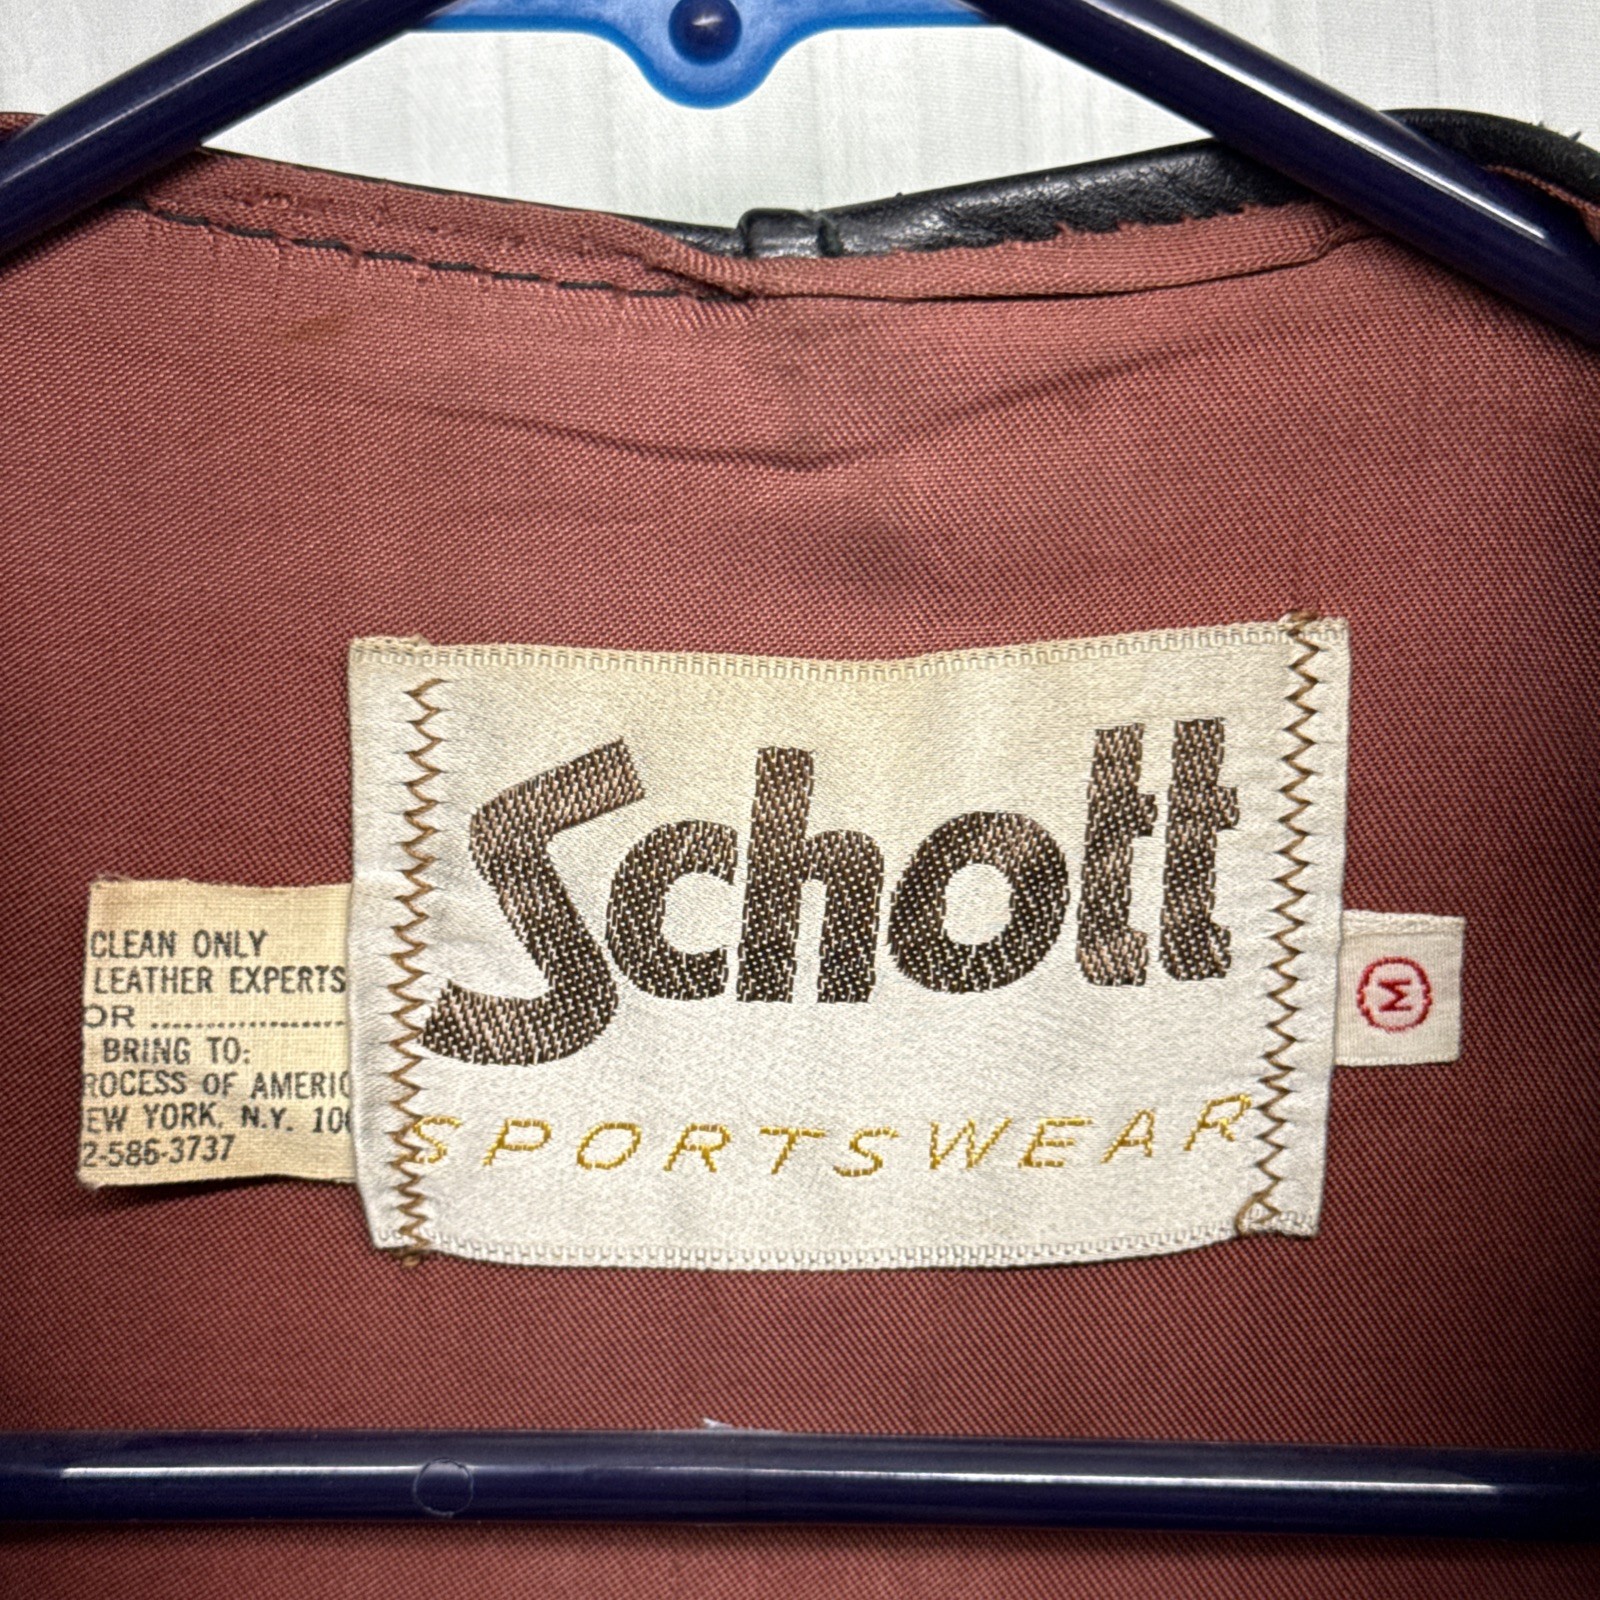 Schott
SPORTSWEAR
CLEAN ONLY
LEATHER EXPERTS
OR ........................
BRING TO:
ROCESS OF AMERIC
EW YORK, N.Y. 10
2-586-3737
M